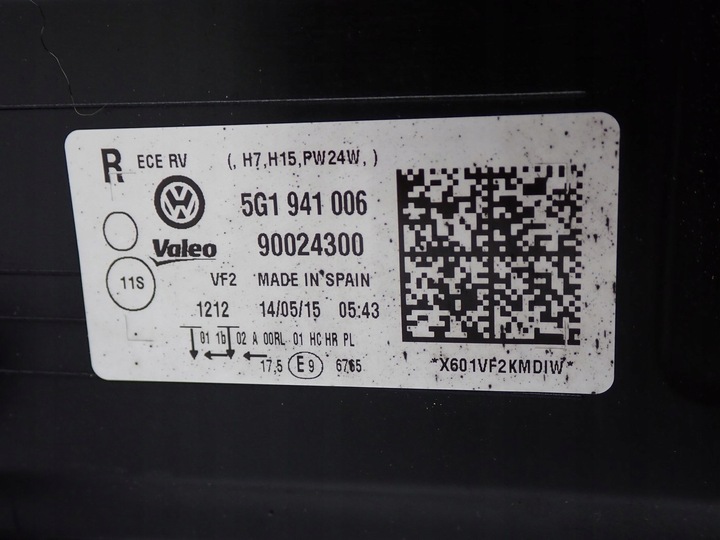 R ECE RV (, H7,H15,PW24W, )
5G1 941 006
Valeo 90024300
11S VF2 MADE IN SPAIN
1212 14/05/15 05:43
01 1b 02 A 00RL 01 HC HR PL
17,5 E9 6765
*X601VF2KMDIW*